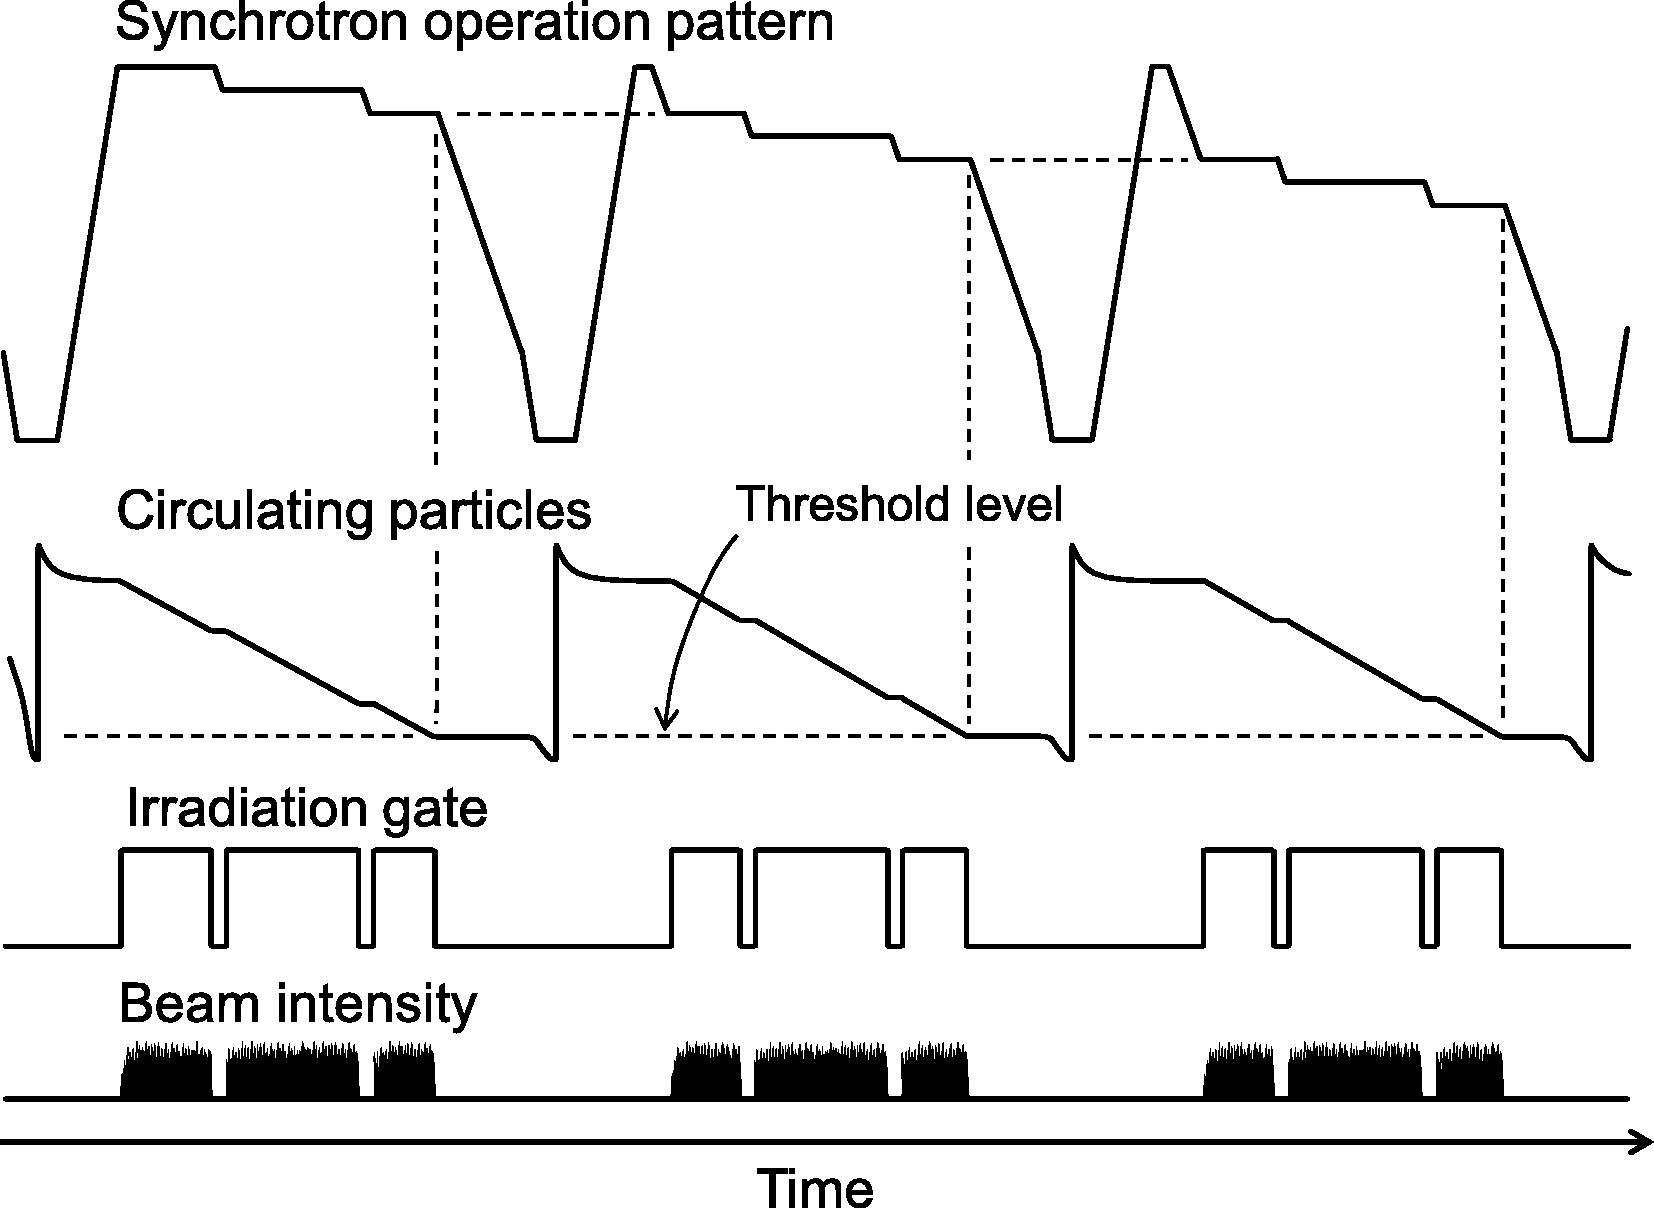 Synchrotron operation pattern
Circulating particles
Threshold level
Irradiation gate
Beam intensity
Time